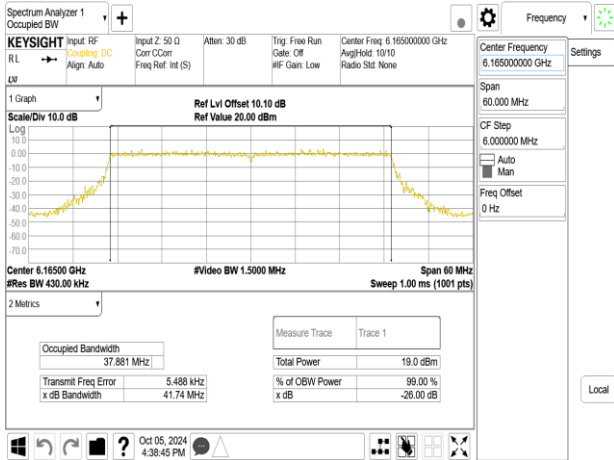 Spectrum Analyzer 1
Occupied BW
+
Frequency
KEYSIGHT
RL
Input: RF
Coupling: DC
Align: Auto
Input Z: 50 Ω
Corr CCorr
Freq Ref: Int (S)
Atten: 30 dB
Trig: Free Run
Gate: Off
#IF Gain: Low
Center Freq: 6.165000000 GHz
Avg|Hold: 10/10
Radio Std: None
Center Frequency
6.165000000 GHz
Settings
Span
60.000 MHz
CF Step
6.000000 MHz
Auto
Man
Freq Offset
0 Hz
Local
1 Graph
Scale/Div 10.0 dB
Ref Lvl Offset 10.10 dB
Ref Value 20.00 dBm
Log
10.0
0.00
-10.0
-20.0
-30.0
-40.0
-50.0
-60.0
-70.0
Center 6.16500 GHz
#Res BW 430.00 kHz
#Video BW 1.5000 MHz
Span 60 MHz
Sweep 1.00 ms (1001 pts)
2 Metrics
Measure Trace Trace 1
Occupied Bandwidth
37.881 MHz
Total Power 19.0 dBm
Transmit Freq Error 5.488 kHz
% of OBW Power 99.00 %
x dB Bandwidth 41.74 MHz
x dB -26.00 dB
?
Oct 05, 2024
4:38:45 PM